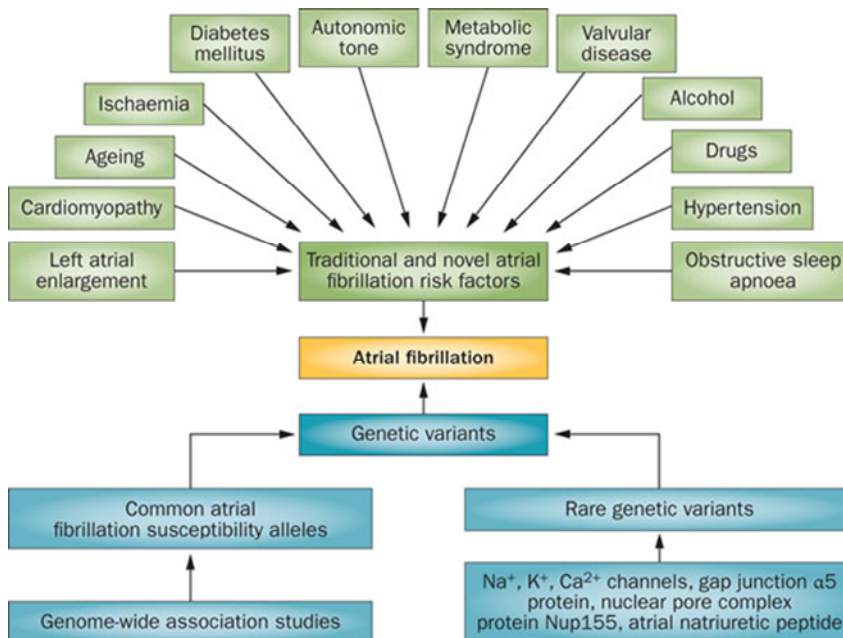 Diabetes
mellitus
Autonomic
tone
Metabolic
syndrome
Valvular
disease
Ischaemia
Alcohol
Ageing
Drugs
Cardiomyopathy
Hypertension
Left atrial
enlargement
Traditional and novel atrial
fibrillation risk factors
Obstructive sleep
apnoea
Atrial fibrillation
Genetic variants
Common atrial
fibrillation susceptibility alleles
Rare genetic variants
Genome-wide association studies
Na⁺, K⁺, Ca²⁺ channels, gap junction α5
protein, nuclear pore complex
protein Nup155, atrial natriuretic peptide